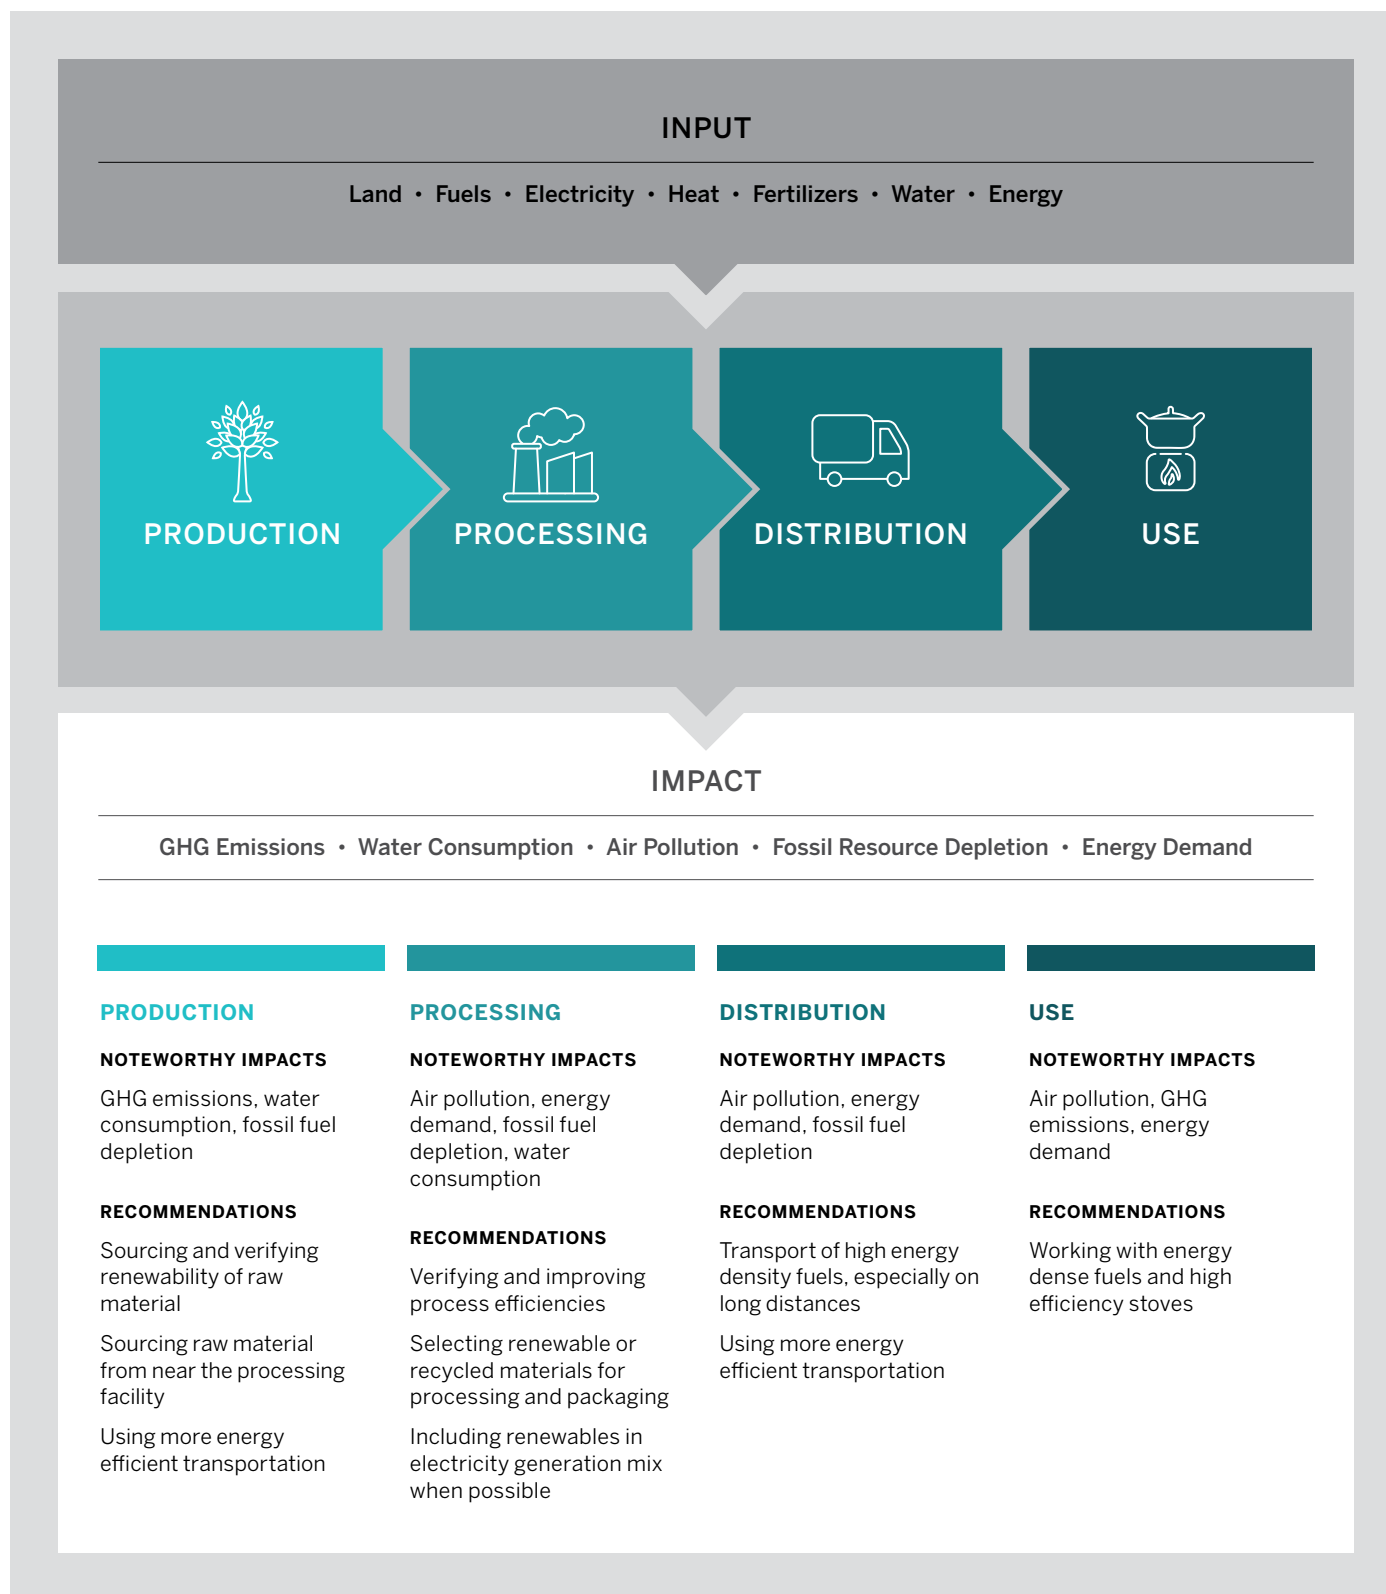 INPUT
Land • Fuels • Electricity • Heat • Fertilizers • Water • Energy
PRODUCTION
PROCESSING
DISTRIBUTION
USE
IMPACT
GHG Emissions • Water Consumption • Air Pollution • Fossil Resource Depletion • Energy Demand
PRODUCTION
NOTEWORTHY IMPACTS
GHG emissions, water
consumption, fossil fuel
depletion
RECOMMENDATIONS
Sourcing and verifying
renewability of raw
material
Sourcing raw material
from near the processing
facility
Using more energy
efficient transportation
PROCESSING
NOTEWORTHY IMPACTS
Air pollution, energy
demand, fossil fuel
depletion, water
consumption
RECOMMENDATIONS
Verifying and improving
process efficiencies
Selecting renewable or
recycled materials for
processing and packaging
Including renewables in
electricity generation mix
when possible
DISTRIBUTION
NOTEWORTHY IMPACTS
Air pollution, energy
demand, fossil fuel
depletion
RECOMMENDATIONS
Transport of high energy
density fuels, especially on
long distances
Using more energy
efficient transportation
USE
NOTEWORTHY IMPACTS
Air pollution, GHG
emissions, energy
demand
RECOMMENDATIONS
Working with energy
dense fuels and high
efficiency stoves